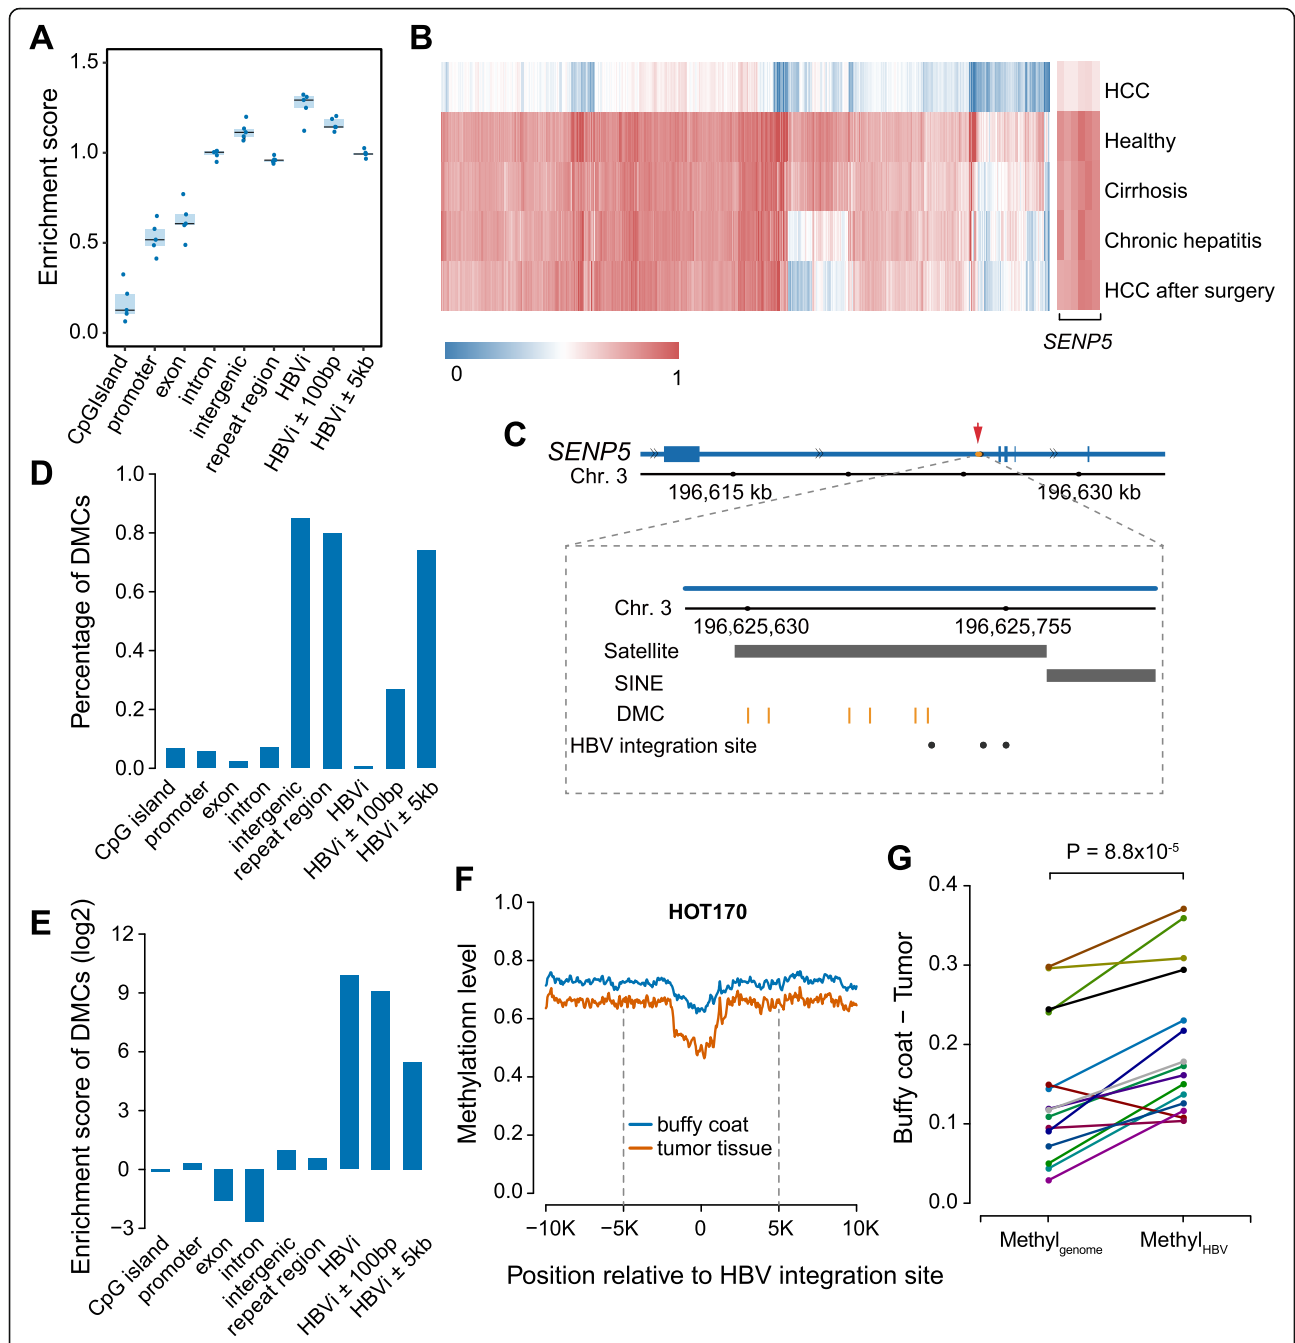 A
Enrichment score
1.5
1.0
0.5
0.0
CpGIsland
promoter
exon
intron
intergenic
repeat region
HBVi
HBVi ± 100bp
HBVi ± 5kb
B
HCC
Healthy
Cirrhosis
Chronic hepatitis
HCC after surgery
SENP5
0
1
C
SENP5
Chr. 3
196,615 kb
196,630 kb
Chr. 3
196,625,630
196,625,755
Satellite
SINE
DMC
HBV integration site
D
Percentage of DMCs
1.0
0.8
0.6
0.4
0.2
0.0
CpG island
promoter
exon
intron
intergenic
repeat region
HBVi
HBVi ± 100bp
HBVi ± 5kb
E
Enrichment score of DMCs (log2)
12
9
6
3
0
−3
CpG island
promoter
exon
intron
intergenic
repeat region
HBVi
HBVi ± 100bp
HBVi ± 5kb
F
HOT170
Methylationn level
1.0
0.8
0.6
0.4
0.2
0.0
buffy coat
tumor tissue
−10K
−5K
0
5K
10K
Position relative to HBV integration site
G
P = 8.8x10-5
Buffy coat − Tumor
0.4
0.3
0.2
0.1
0.0
Methylgenome
MethylHBV